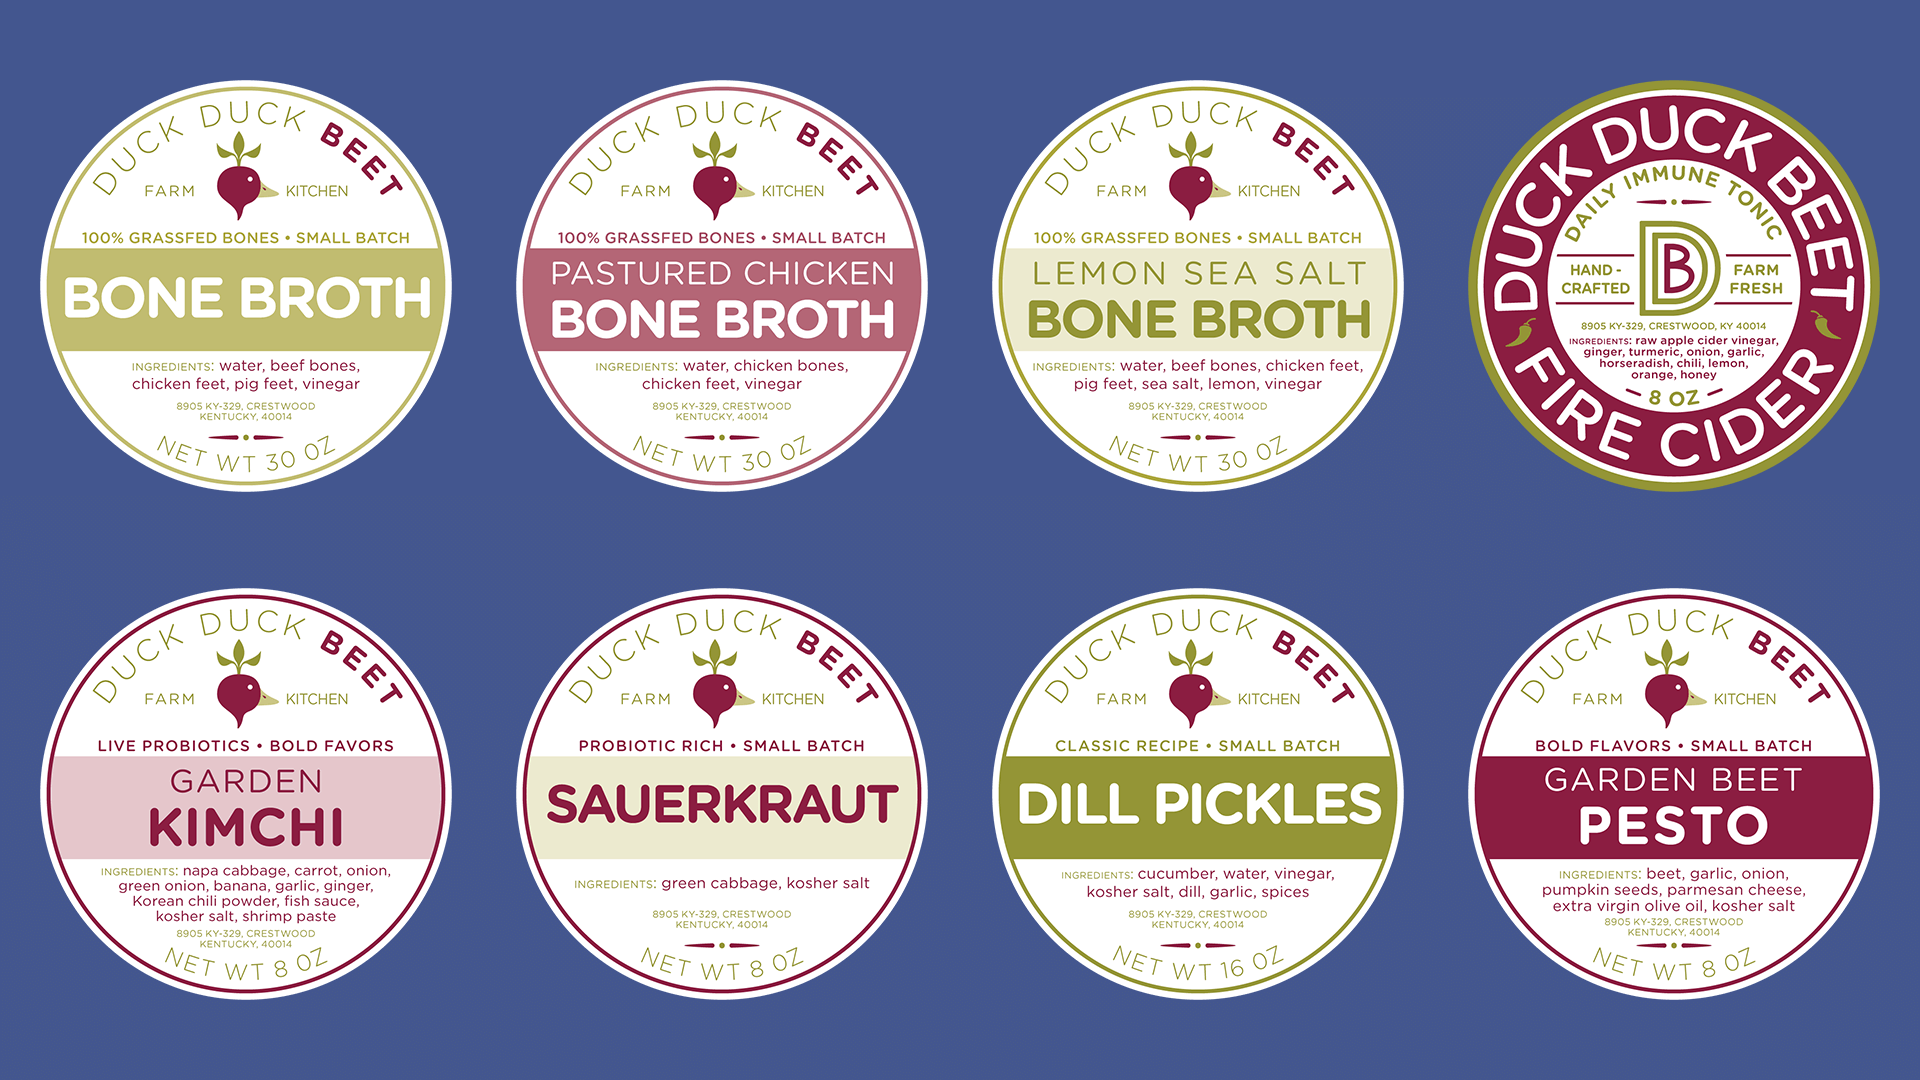 DUCK DUCK BEET
FARM KITCHEN
100% GRASSFED BONES • SMALL BATCH
BONE BROTH
INGREDIENTS: water, beef bones,
chicken feet, pig feet, vinegar
8905 KY-329, CRESTWOOD
KENTUCKY, 40014
NET WT 30 OZ
DUCK DUCK BEET
FARM KITCHEN
100% GRASSFED BONES • SMALL BATCH
PASTURED CHICKEN
BONE BROTH
INGREDIENTS: water, chicken bones,
chicken feet, vinegar
8905 KY-329, CRESTWOOD
KENTUCKY, 40014
NET WT 30 OZ
DUCK DUCK BEET
FARM KITCHEN
100% GRASSFED BONES • SMALL BATCH
LEMON SEA SALT
BONE BROTH
INGREDIENTS: water, beef bones, chicken feet,
pig feet, sea salt, lemon, vinegar
8905 KY-329, CRESTWOOD
KENTUCKY, 40014
NET WT 30 OZ
DUCK DUCK BEET
DAILY IMMUNE TONIC
DB
HAND-
CRAFTED
FARM
FRESH
8905 KY-329, CRESTWOOD, KY 40014
INGREDIENTS: raw apple cider vinegar,
ginger, turmeric, onion, garlic,
horseradish, chili, lemon,
orange, honey
8 OZ
FIRE CIDER
DUCK DUCK BEET
FARM KITCHEN
LIVE PROBIOTICS • BOLD FAVORS
GARDEN
KIMCHI
INGREDIENTS: napa cabbage, carrot, onion,
green onion, banana, garlic, ginger,
Korean chili powder, fish sauce,
kosher salt, shrimp paste
8905 KY-329, CRESTWOOD
KENTUCKY, 40014
NET WT 8 OZ
DUCK DUCK BEET
FARM KITCHEN
PROBIOTIC RICH • SMALL BATCH
SAUERKRAUT
INGREDIENTS: green cabbage, kosher salt
8905 KY-329, CRESTWOOD
KENTUCKY, 40014
NET WT 8 OZ
DUCK DUCK BEET
FARM KITCHEN
CLASSIC RECIPE • SMALL BATCH
DILL PICKLES
INGREDIENTS: cucumber, water, vinegar,
kosher salt, dill, garlic, spices
8905 KY-329, CRESTWOOD
KENTUCKY, 40014
NET WT 16 OZ
DUCK DUCK BEET
FARM KITCHEN
BOLD FLAVORS • SMALL BATCH
GARDEN BEET
PESTO
INGREDIENTS: beet, garlic, onion,
pumpkin seeds, parmesan cheese,
extra virgin olive oil, kosher salt
8905 KY-329, CRESTWOOD
KENTUCKY, 40014
NET WT 8 OZ